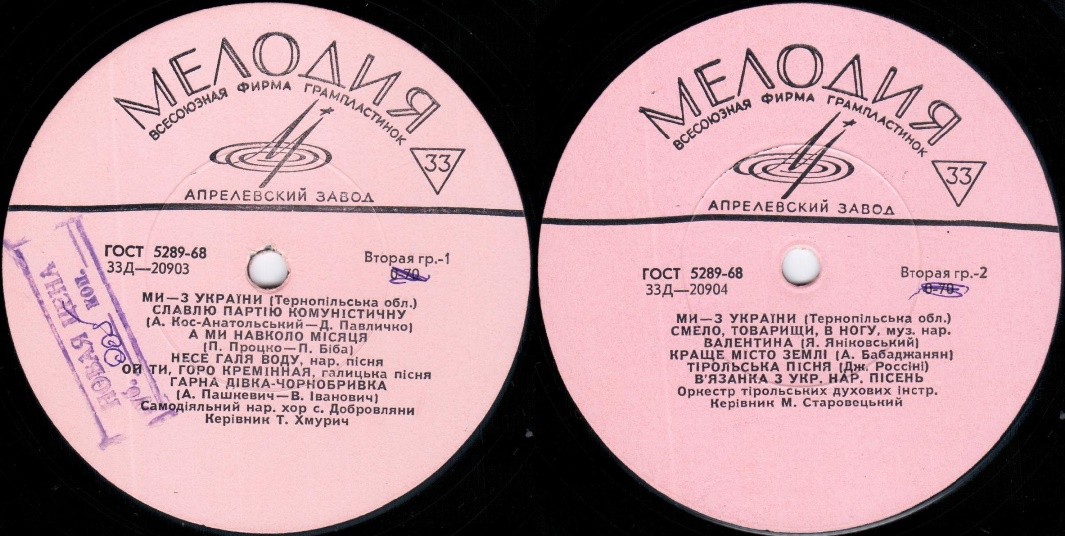 МЕЛОДИЯ
ВСЕСОЮЗНАЯ ФИРМА ГРАМПЛАСТИНОК
33
АПРЕЛЕВСКИЙ ЗАВОД
ГОСТ 5289-68
33Д—20903
Вторая гр.-1
0-70
НОВАЯ ЦЕНА
коп.
МИ—З УКРАЇНИ (Тернопільська обл.)
СЛАВЛЮ ПАРТІЮ КОМУНІСТИЧНУ
(А. Кос-Анатольський—Д. Павличко)
А МИ НАВКОЛО МІСЯЦЯ
(П. Процко—П. Біба)
НЕСЕ ГАЛЯ ВОДУ, нар. пісня
ОЙ ТИ, ГОРО КРЕМІННАЯ, галицька пісня
ГАРНА ДІВКА-ЧОРНОБРИВКА
(А. Пашкевич—В. Іванович)
Самодіяльний нар. хор с. Добровляни
Керівник Т. Хмурич
МЕЛОДИЯ
ВСЕСОЮЗНАЯ ФИРМА ГРАМПЛАСТИНОК
33
АПРЕЛЕВСКИЙ ЗАВОД
ГОСТ 5289-68
33Д—20904
Вторая гр.-2
0-70
МИ—З УКРАЇНИ (Тернопільська обл.)
СМЕЛО, ТОВАРИЩИ, В НОГУ, муз. нар.
ВАЛЕНТИНА (Я. Яніковський)
КРАЩЕ МІСТО ЗЕМЛІ (А. Бабаджанян)
ТІРОЛЬСЬКА ПІСНЯ (Дж. Россіні)
В'ЯЗАНКА З УКР. НАР. ПІСЕНЬ
Оркестр тірольських духових інстр.
Керівник М. Старовецький